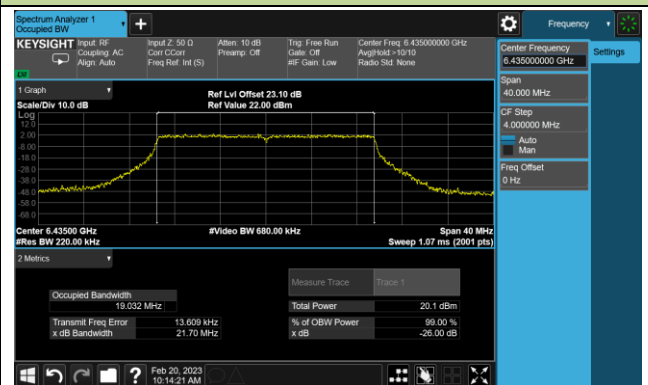 Spectrum Analyzer 1
Occupied BW
+
Frequency
KEYSIGHT
Input: RF
Coupling: AC
Align: Auto
Input Z: 50 Ω
Corr CCorr
Freq Ref: Int (S)
Atten: 10 dB
Preamp: Off
Trig: Free Run
Gate: Off
#IF Gain: Low
Center Freq: 6.435000000 GHz
Avg|Hold:>10/10
Radio Std: None
Center Frequency
6.435000000 GHz
Settings
Span
40.000 MHz
CF Step
4.000000 MHz
Auto
Man
Freq Offset
0 Hz
1 Graph
Scale/Div 10.0 dB
Ref Lvl Offset 23.10 dB
Ref Value 22.00 dBm
Log
12.0
2.00
-8.00
-18.0
-28.0
-38.0
-48.0
-58.0
-68.0
Center 6.43500 GHz
#Res BW 220.00 kHz
#Video BW 680.00 kHz
Span 40 MHz
Sweep 1.07 ms (2001 pts)
2 Metrics
Measure Trace
Trace 1
Occupied Bandwidth
19.032 MHz
Total Power
20.1 dBm
Transmit Freq Error
13.609 kHz
% of OBW Power
99.00 %
x dB Bandwidth
21.70 MHz
x dB
-26.00 dB
?
Feb 20, 2023
10:14:21 AM